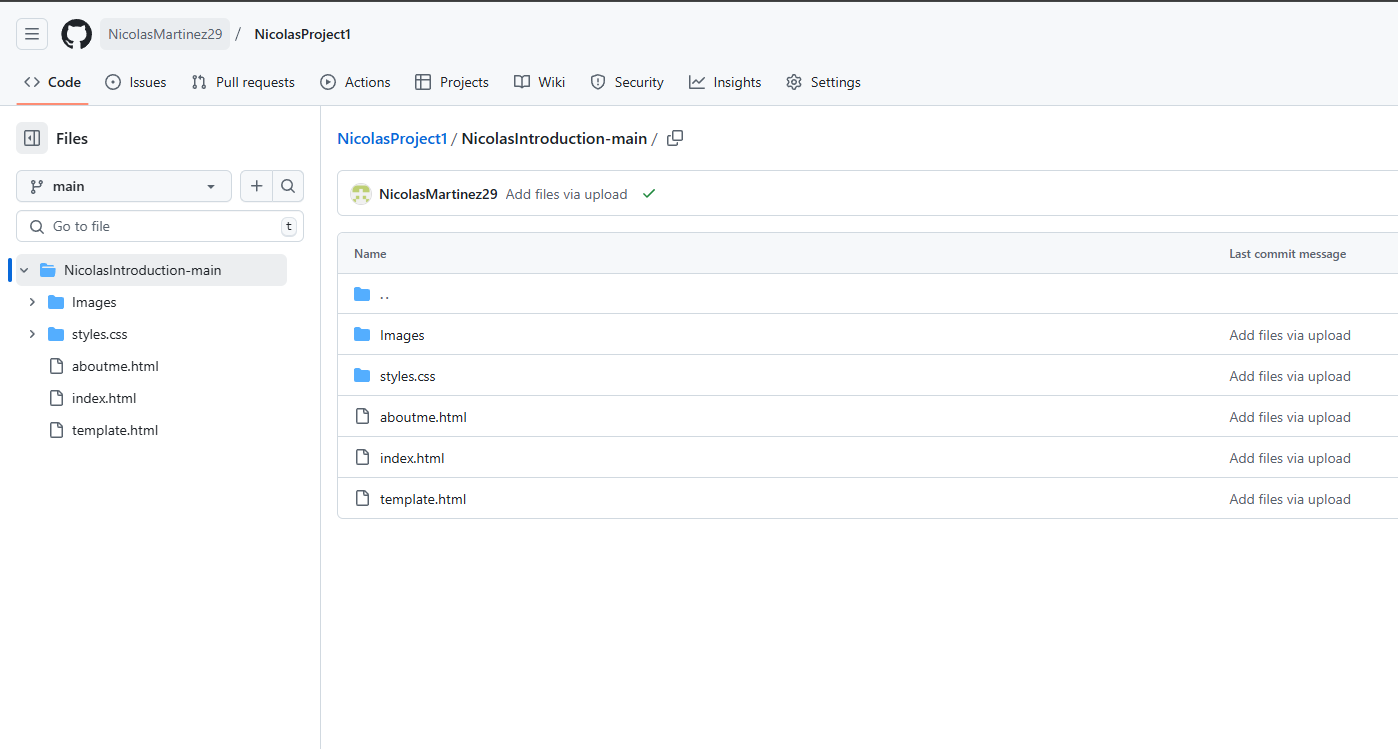 NicolasMartinez29 / NicolasProject1
Code Issues Pull requests Actions Projects Wiki Security Insights Settings
Files
main
Go to file t
NicolasIntroduction-main
Images
styles.css
aboutme.html
index.html
template.html
NicolasProject1 / NicolasIntroduction-main /
NicolasMartinez29 Add files via upload
Name Last commit message
..
Images Add files via upload
styles.css Add files via upload
aboutme.html Add files via upload
index.html Add files via upload
template.html Add files via upload